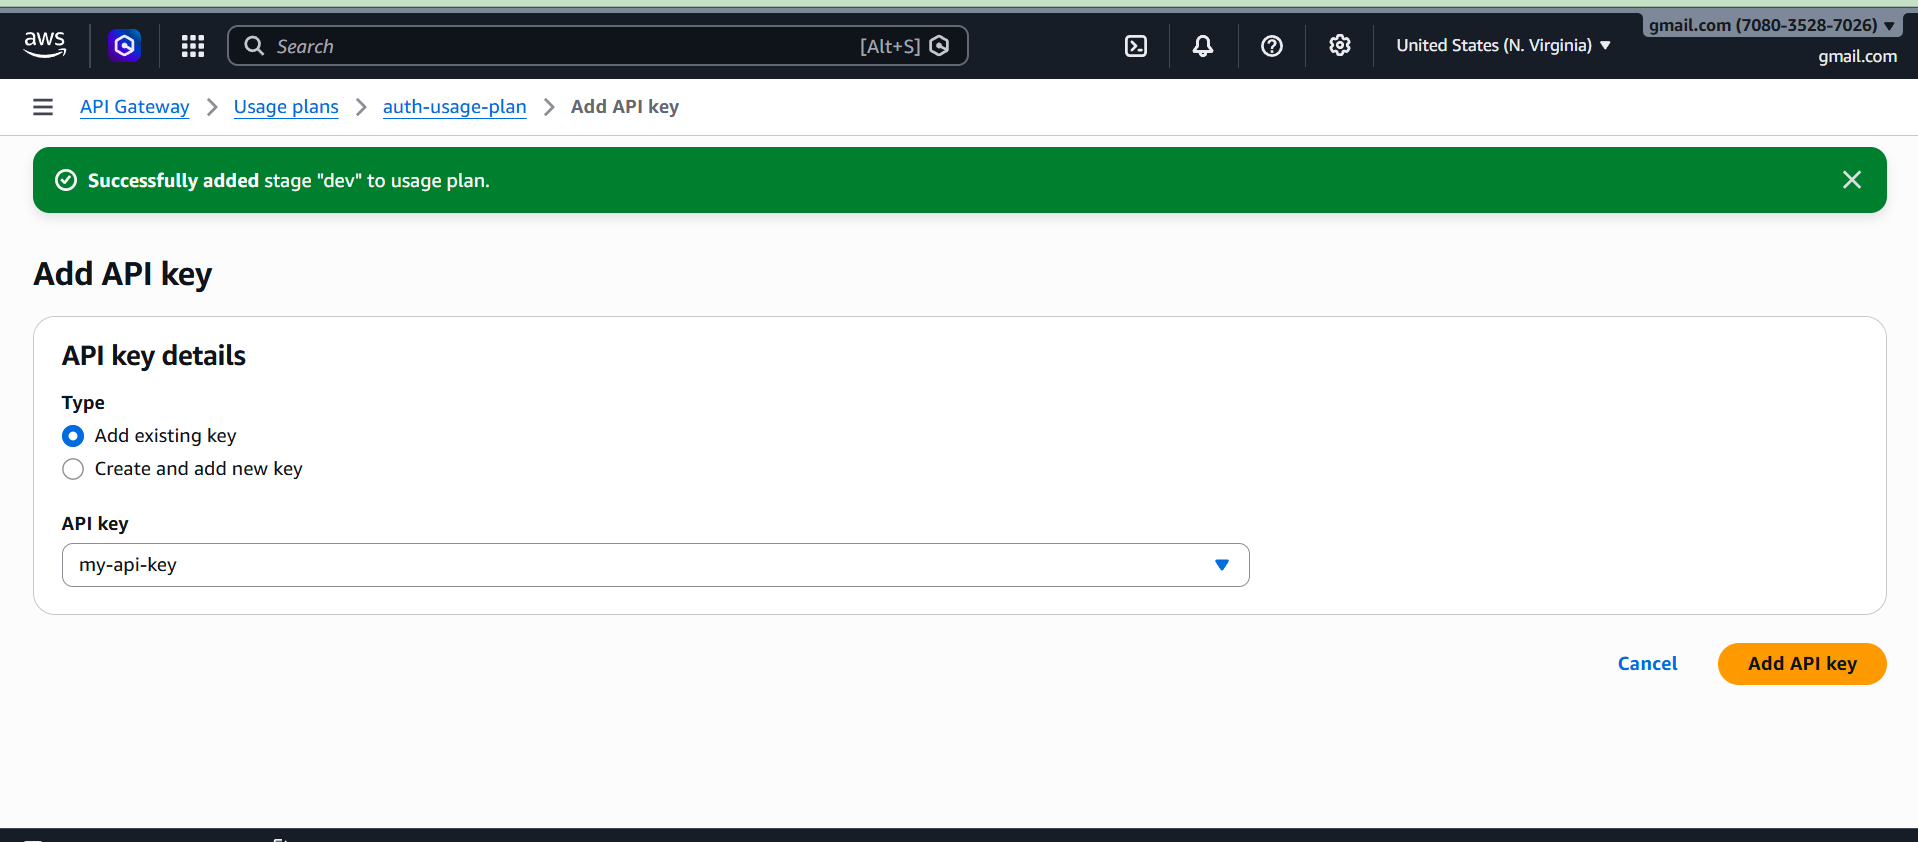 aws
Search [Alt+S]
United States (N. Virginia)
gmail.com (7080-3528-7026)
gmail.com
API Gateway
Usage plans
auth-usage-plan
Add API key
Successfully added stage "dev" to usage plan.
Add API key
API key details
Type
Add existing key
Create and add new key
API key
my-api-key
Cancel
Add API key